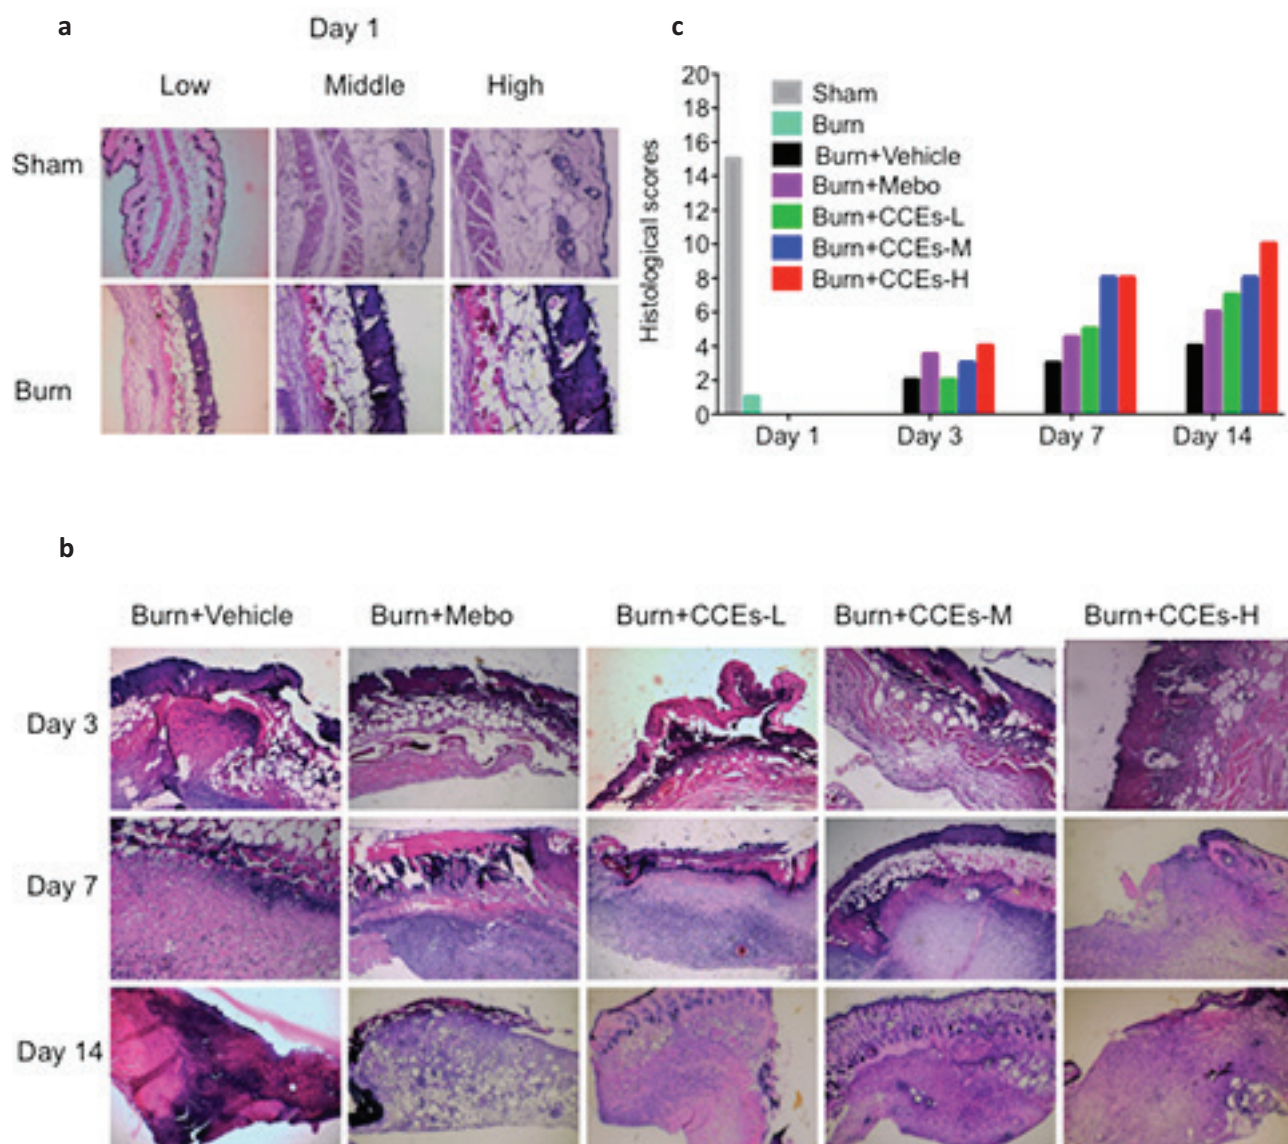 a
Day 1
Low Middle High
Sham
Burn
c
Histological scores
20
18
16
14
12
10
8
6
4
2
0
Sham
Burn
Burn+Vehicle
Burn+Mebo
Burn+CCEs-L
Burn+CCEs-M
Burn+CCEs-H
Day 1 Day 3 Day 7 Day 14
b
Burn+Vehicle Burn+Mebo Burn+CCEs-L Burn+CCEs-M Burn+CCEs-H
Day 3
Day 7
Day 14